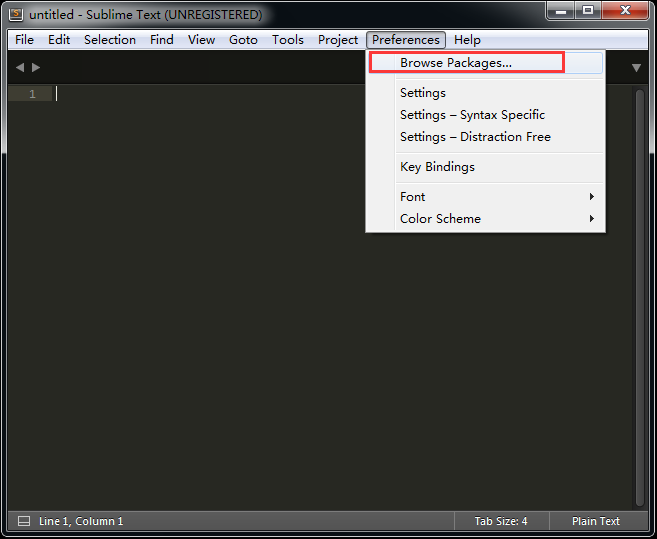 untitled - Sublime Text (UNREGISTERED)
File Edit Selection Find View Goto Tools Project Preferences Help
Browse Packages...
Settings
Settings – Syntax Specific
Settings – Distraction Free
Key Bindings
Font
Color Scheme
1
Line 1, Column 1 Tab Size: 4 Plain Text